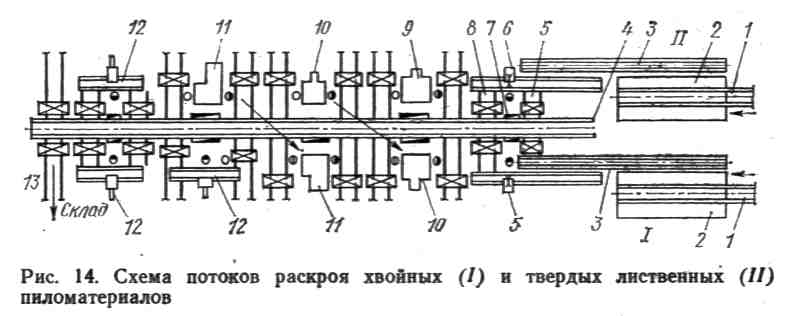 12 11 10 9 8 7 6 5 3 II 2 1
4
13
Склад
12 12 11 10 5 3 I 2 1
Рис. 14. Схема потоков раскроя хвойных (I) и твердых лиственных (II)
пиломатериалов